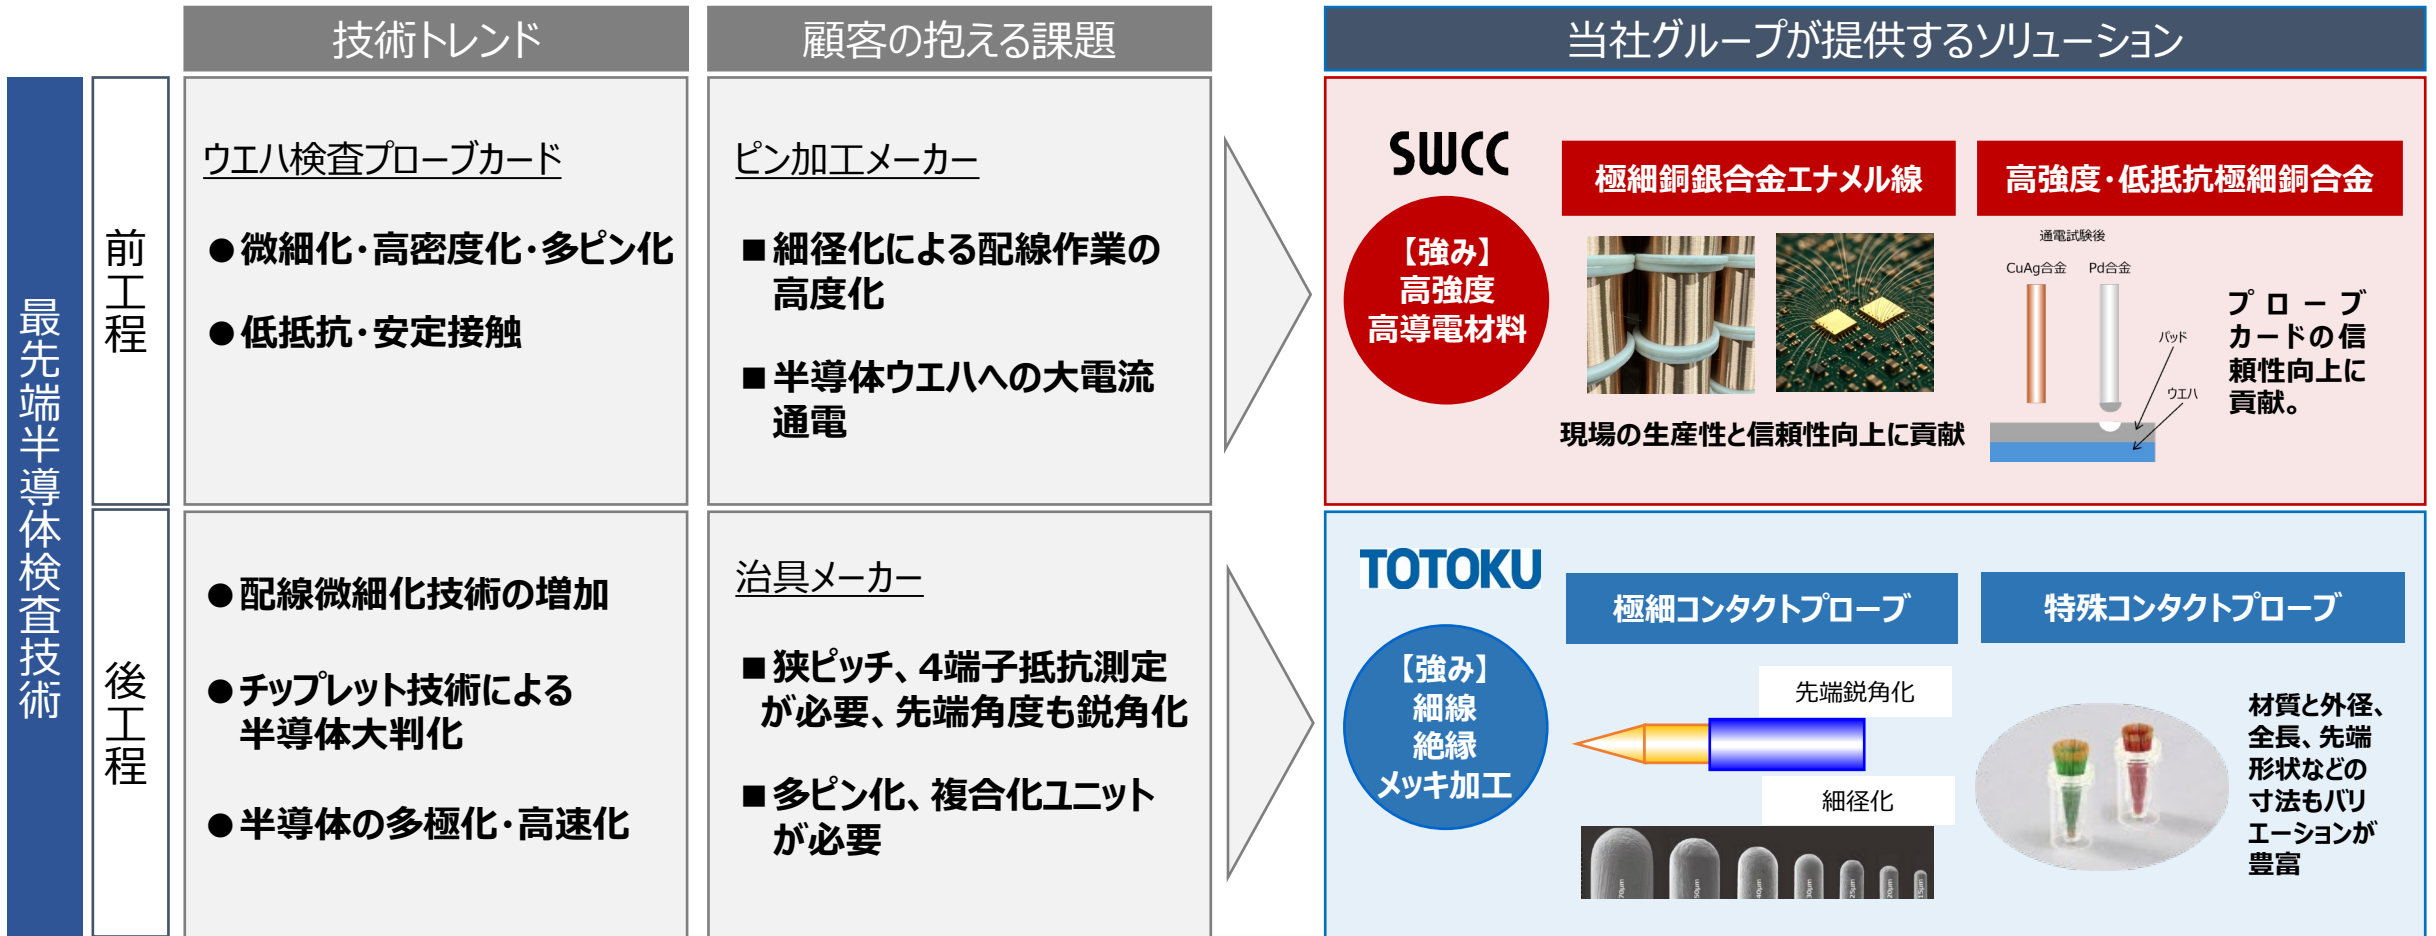 技術トレンド
顧客の抱える課題
当社グループが提供するソリューション
最先端半導体検査技術
前工程
ウエハ検査プローブカード
●微細化・高密度化・多ピン化
●低抵抗・安定接触
ピン加工メーカー
■細径化による配線作業の
高度化
■半導体ウエハへの大電流
通電
SWCC
【強み】
高強度
高導電材料
極細銅銀合金エナメル線
現場の生産性と信頼性向上に貢献
高強度・低抵抗極細銅合金
通電試験後
CuAg合金 Pd合金
パッド
ウエハ
プローブ
カードの信
頼性向上に
貢献。
後工程
●配線微細化技術の増加
●チップレット技術による
半導体大判化
●半導体の多極化・高速化
治具メーカー
■狭ピッチ、4端子抵抗測定
が必要、先端角度も鋭角化
■多ピン化、複合化ユニット
が必要
TOTOKU
【強み】
細線
絶縁
メッキ加工
極細コンタクトプローブ
先端鋭角化
細径化
70μm
50μm
40μm
30μm
25μm
20μm
15μm
特殊コンタクトプローブ
材質と外径、
全長、先端
形状などの
寸法もバリ
エーションが
豊富